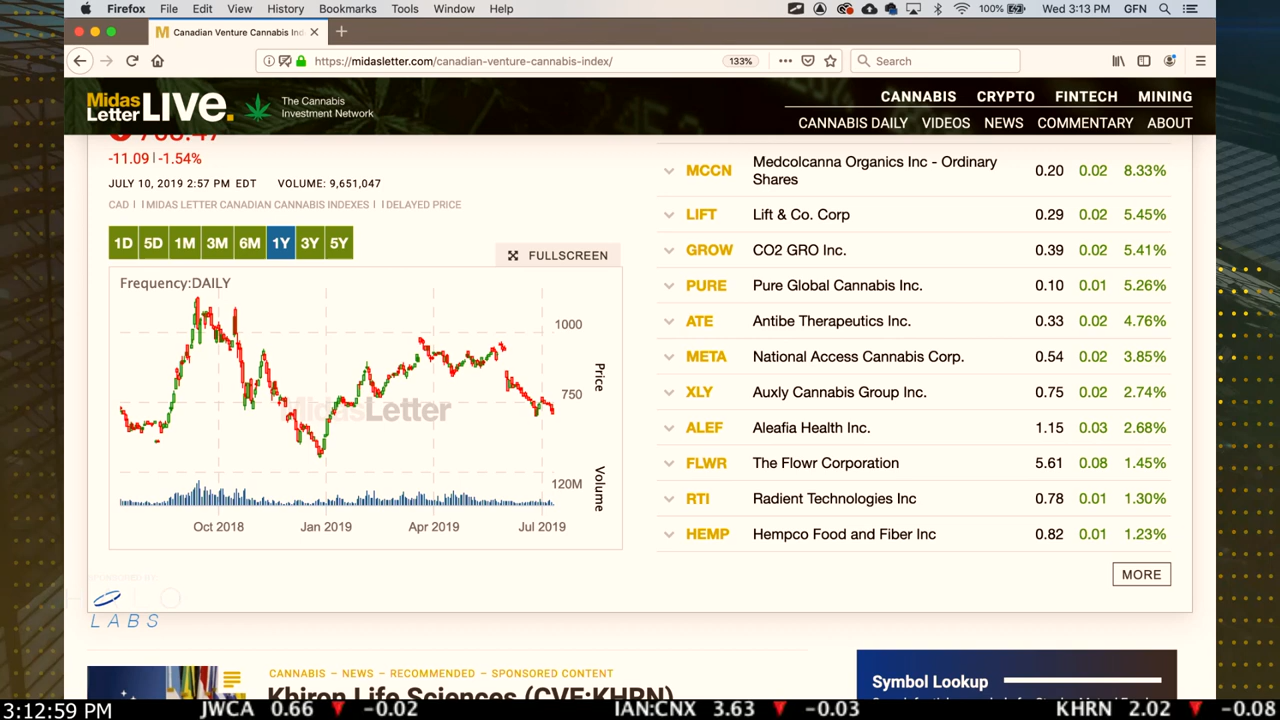 Firefox File Edit View History Bookmarks Tools Window Help 100% Wed 3:13 PM GFN
Canadian Venture Cannabis Ind
https://midasletter.com/canadian-venture-cannabis-index/ 133% Search
Midas Letter LIVE. The Cannabis Investment Network
CANNABIS CRYPTO FINTECH MINING
CANNABIS DAILY VIDEOS NEWS COMMENTARY ABOUT
-11.09 | -1.54%
JULY 10, 2019 2:57 PM EDT VOLUME: 9,651,047
CAD | | MIDAS LETTER CANADIAN CANNABIS INDEXES | | DELAYED PRICE
1D 5D 1M 3M 6M 1Y 3Y 5Y
FULLSCREEN
Frequency:DAILY
1000
750
Price
MidasLetter
120M
Volume
Oct 2018 Jan 2019 Apr 2019 Jul 2019
MCCN Medcolcanna Organics Inc - Ordinary Shares 0.20 0.02 8.33%
LIFT Lift & Co. Corp 0.29 0.02 5.45%
GROW CO2 GRO Inc. 0.39 0.02 5.41%
PURE Pure Global Cannabis Inc. 0.10 0.01 5.26%
ATE Antibe Therapeutics Inc. 0.33 0.02 4.76%
META National Access Cannabis Corp. 0.54 0.02 3.85%
XLY Auxly Cannabis Group Inc. 0.75 0.02 2.74%
ALEF Aleafia Health Inc. 1.15 0.03 2.68%
FLWR The Flowr Corporation 5.61 0.08 1.45%
RTI Radient Technologies Inc 0.78 0.01 1.30%
HEMP Hempco Food and Fiber Inc 0.82 0.01 1.23%
MORE
SPONSORED BY
LABS
CANNABIS – NEWS – RECOMMENDED – SPONSORED CONTENT
Khiron Life Sciences (CVE:KHRN)
Symbol Lookup
3:12:59 PM JWCA 0.66 -0.02 IAN:CNX 3.63 -0.03 KHRN 2.02 -0.08